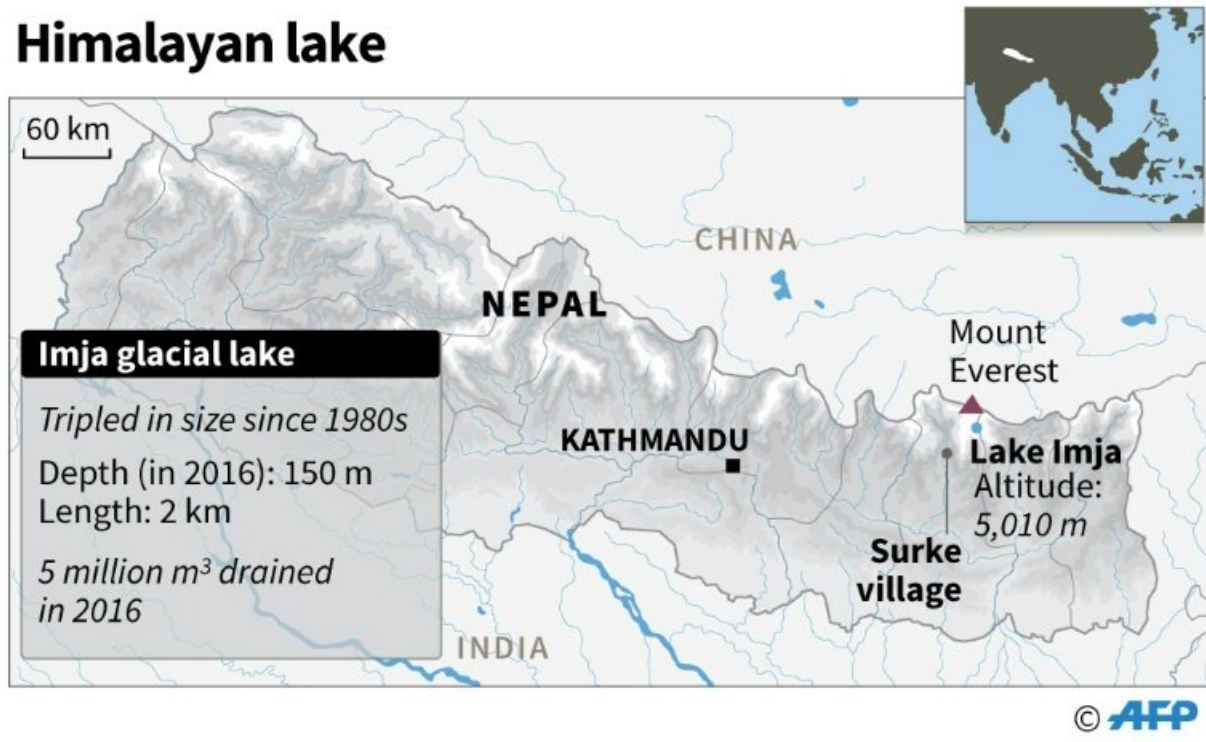 Himalayan lake
60 km
CHINA
NEPAL
Mount
Everest
Imja glacial lake
Tripled in size since 1980s
Depth (in 2016): 150 m
Length: 2 km
5 million m³ drained
in 2016
KATHMANDU
Lake Imja
Altitude:
5,010 m
Surke
village
INDIA
© AFP